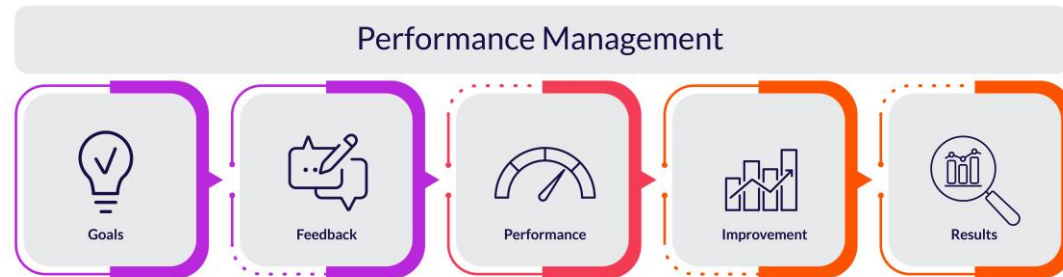 Performance Management
Goals
Feedback
Performance
Improvement
Results